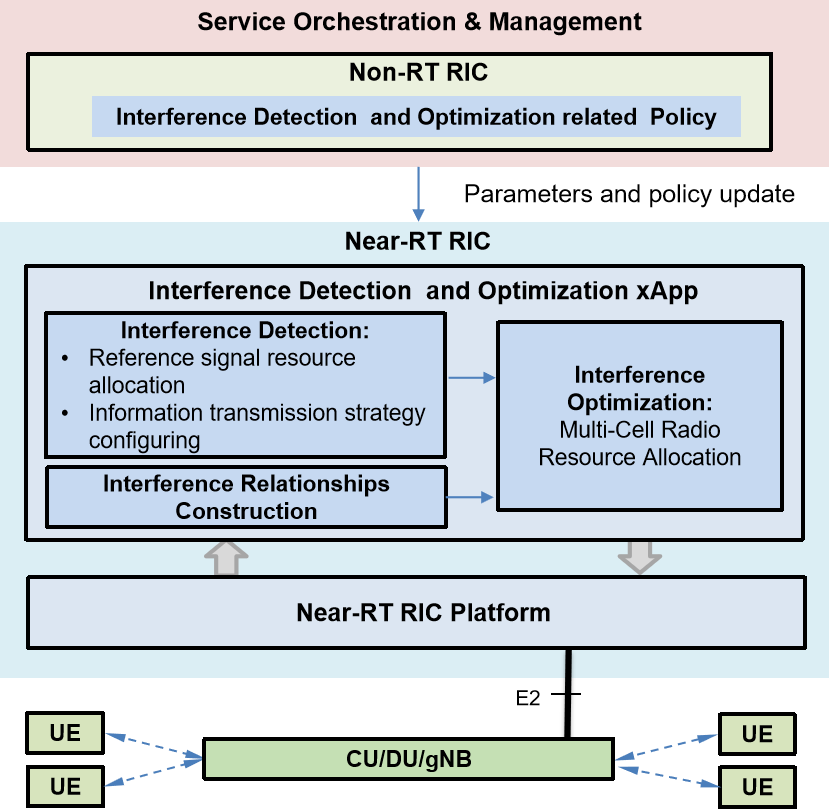 Service Orchestration & Management
Non-RT RIC
Interference Detection and Optimization related Policy
Parameters and policy update
Near-RT RIC
Interference Detection and Optimization xApp
Interference Detection:
• Reference signal resource
allocation
• Information transmission strategy
configuring
Interference Relationships
Construction
Interference
Optimization:
Multi-Cell Radio
Resource Allocation
Near-RT RIC Platform
E2
UE
UE
CU/DU/gNB
UE
UE